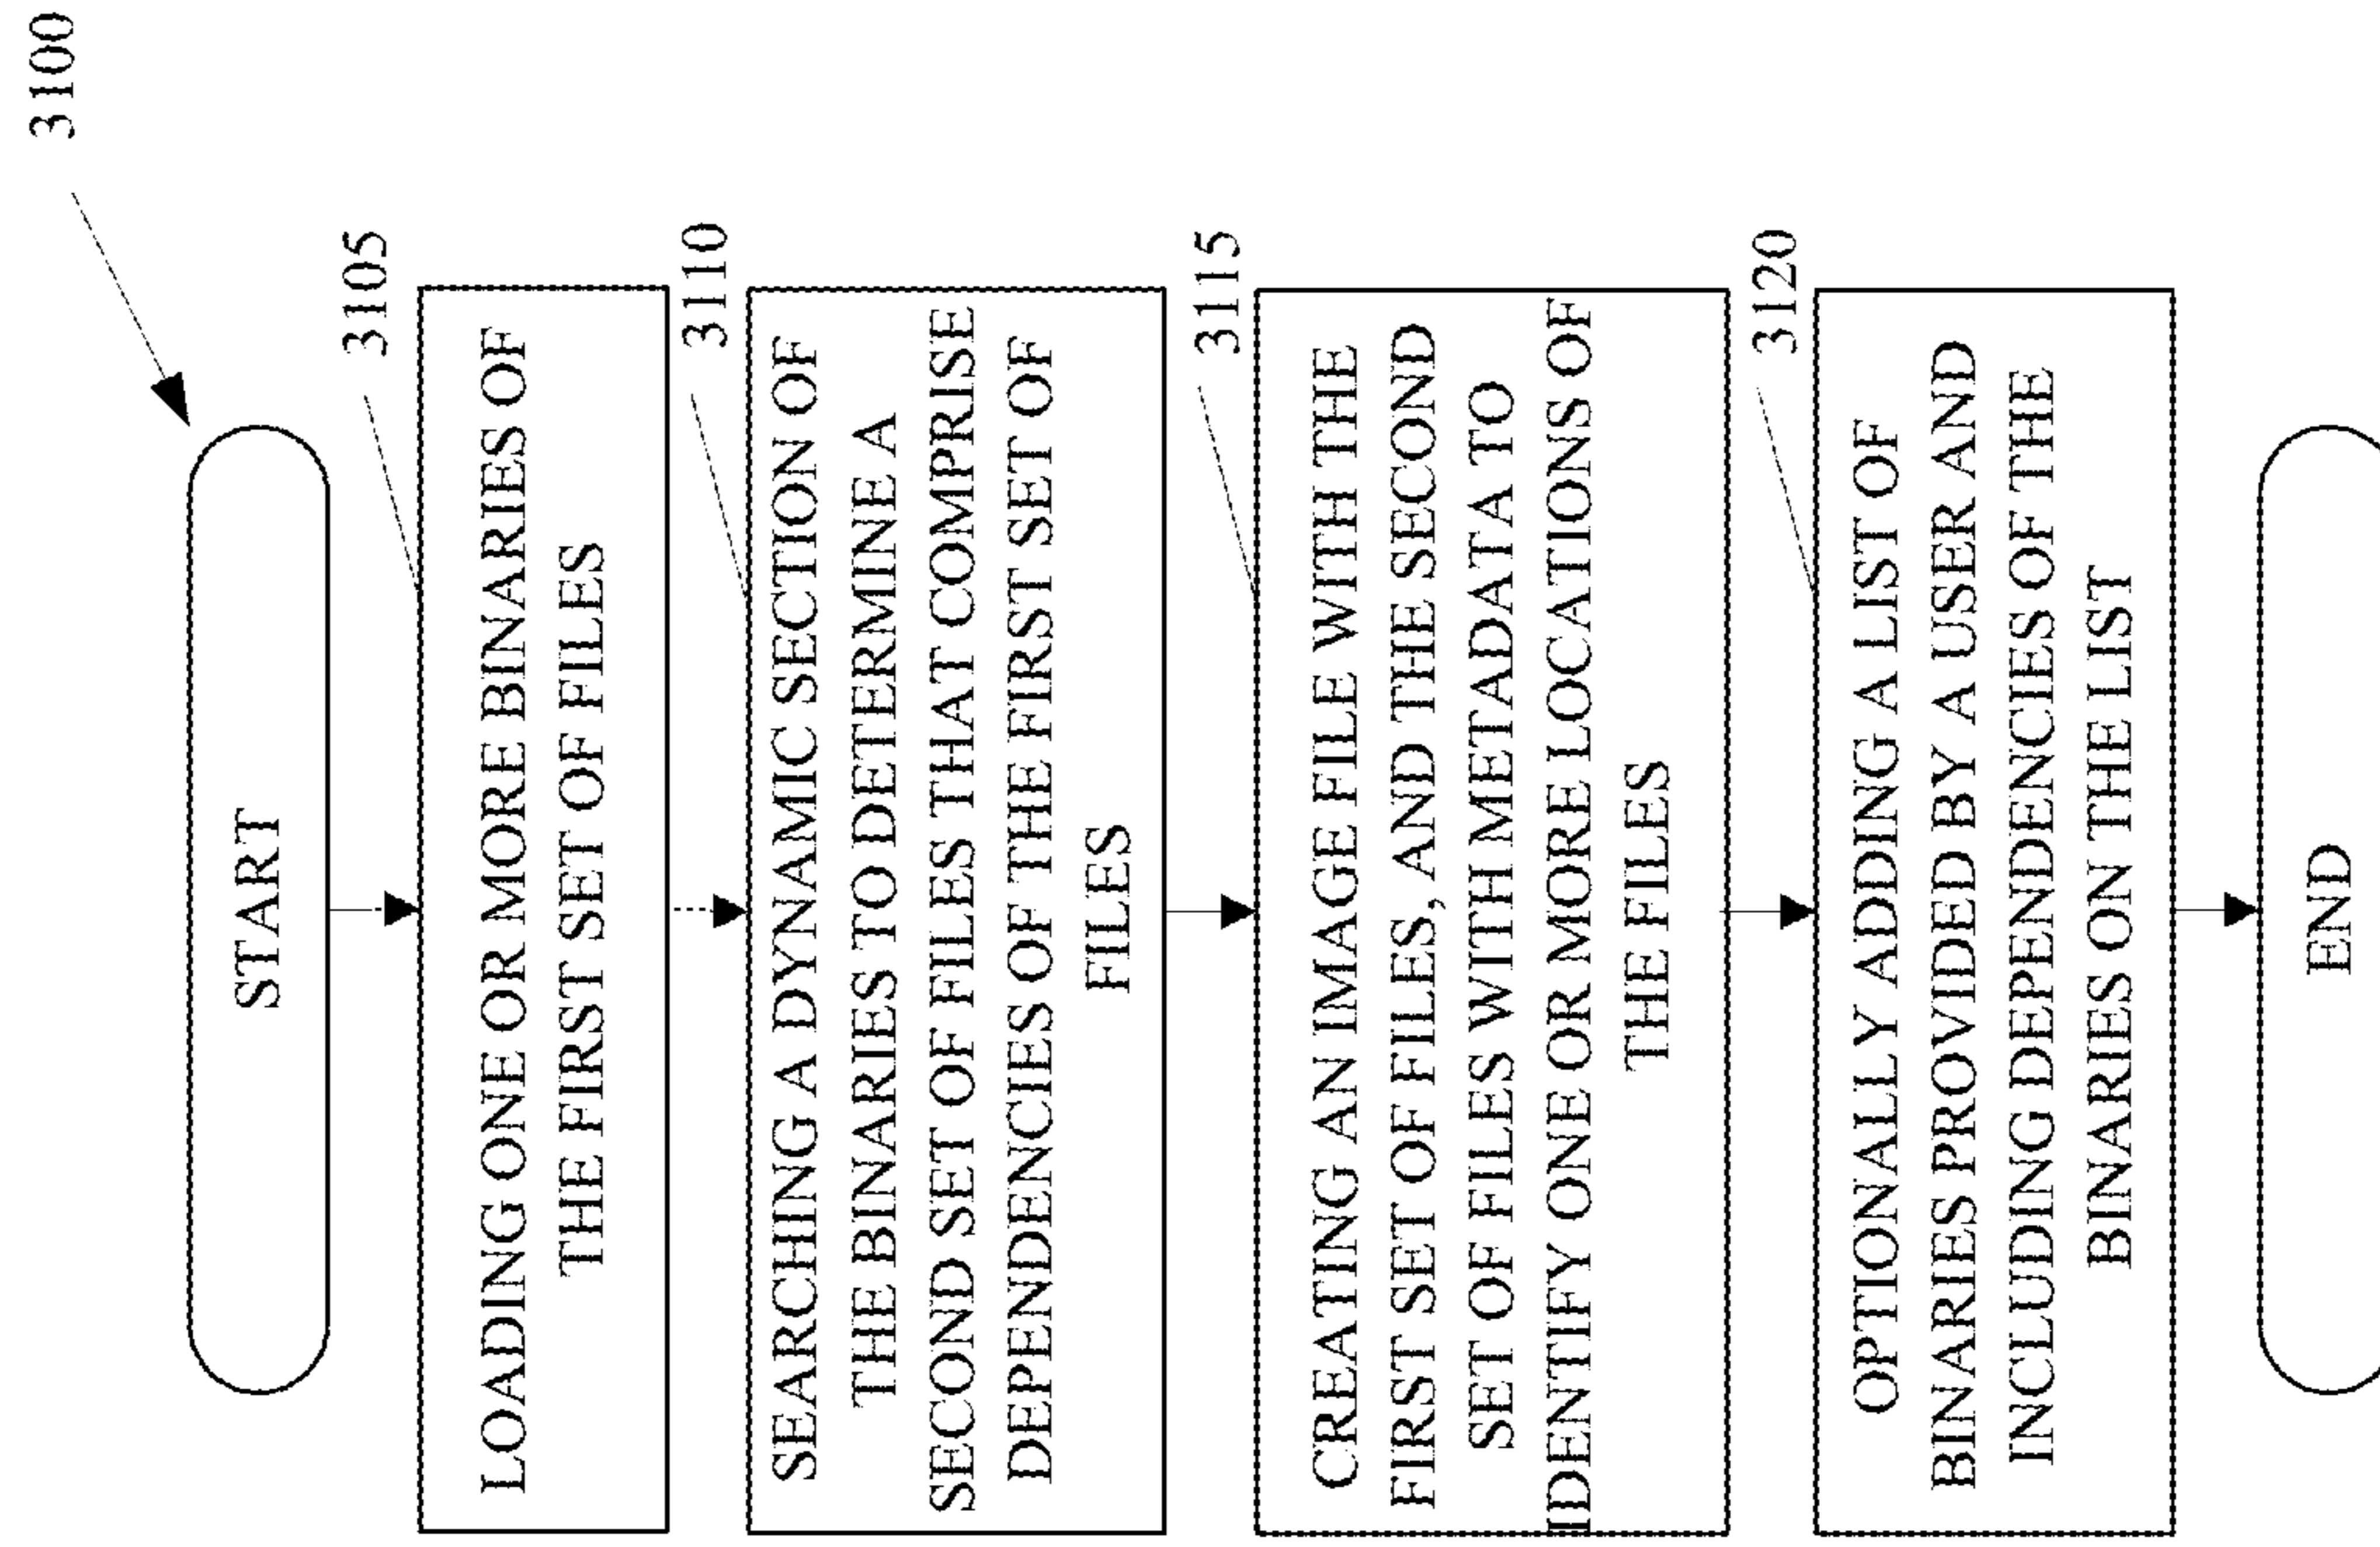 3100
START
3105
LOADING ONE OR MORE BINARIES OF
THE FIRST SET OF FILES
3110
SEARCHING A DYNAMIC SECTION OF
THE BINARIES TO DETERMINE A
SECOND SET OF FILES THAT COMPRISE
DEPENDENCIES OF THE FIRST SET OF
FILES
3115
CREATING AN IMAGE FILE WITH THE
FIRST SET OF FILES, AND THE SECOND
SET OF FILES WITH METADATA TO
IDENTIFY ONE OR MORE LOCATIONS OF
THE FILES
3120
OPTIONALLY ADDING A LIST OF
BINARIES PROVIDED BY A USER AND
INCLUDING DEPENDENCIES OF THE
BINARIES ON THE LIST
END